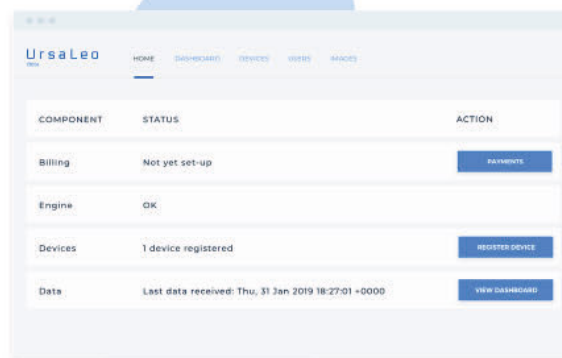 UrsaLeo
HOME DASHBOARD DEVICES USERS IMAGES
COMPONENT STATUS ACTION
Billing Not yet set-up PAYMENTS
Engine OK
Devices 1 device registered REGISTER DEVICE
Data Last data received: Thu, 31 Jan 2019 18:27:01 +0000 VIEW DASHBOARD